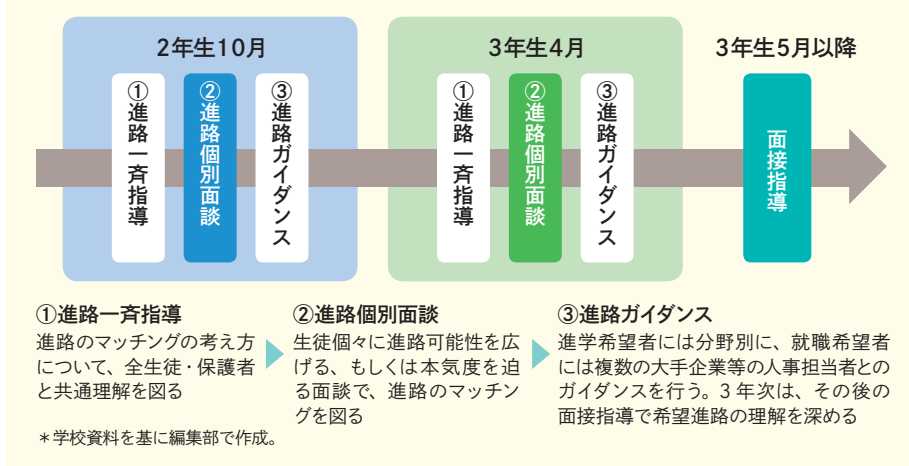 2年生10月
①進路一斉指導
②進路個別面談
③進路ガイダンス
3年生4月
①進路一斉指導
②進路個別面談
③進路ガイダンス
3年生5月以降
面接指導
①進路一斉指導
進路のマッチングの考え方
について、全生徒・保護者
と共通理解を図る
②進路個別面談
生徒個々に進路可能性を広
げる、もしくは本気度を迫
る面談で、進路のマッチン
グを図る
③進路ガイダンス
進学希望者には分野別に、就職希望者
には複数の大手企業等の人事担当者との
ガイダンスを行う。3年次は、その後の
面接指導で希望進路の理解を深める
＊学校資料を基に編集部で作成。